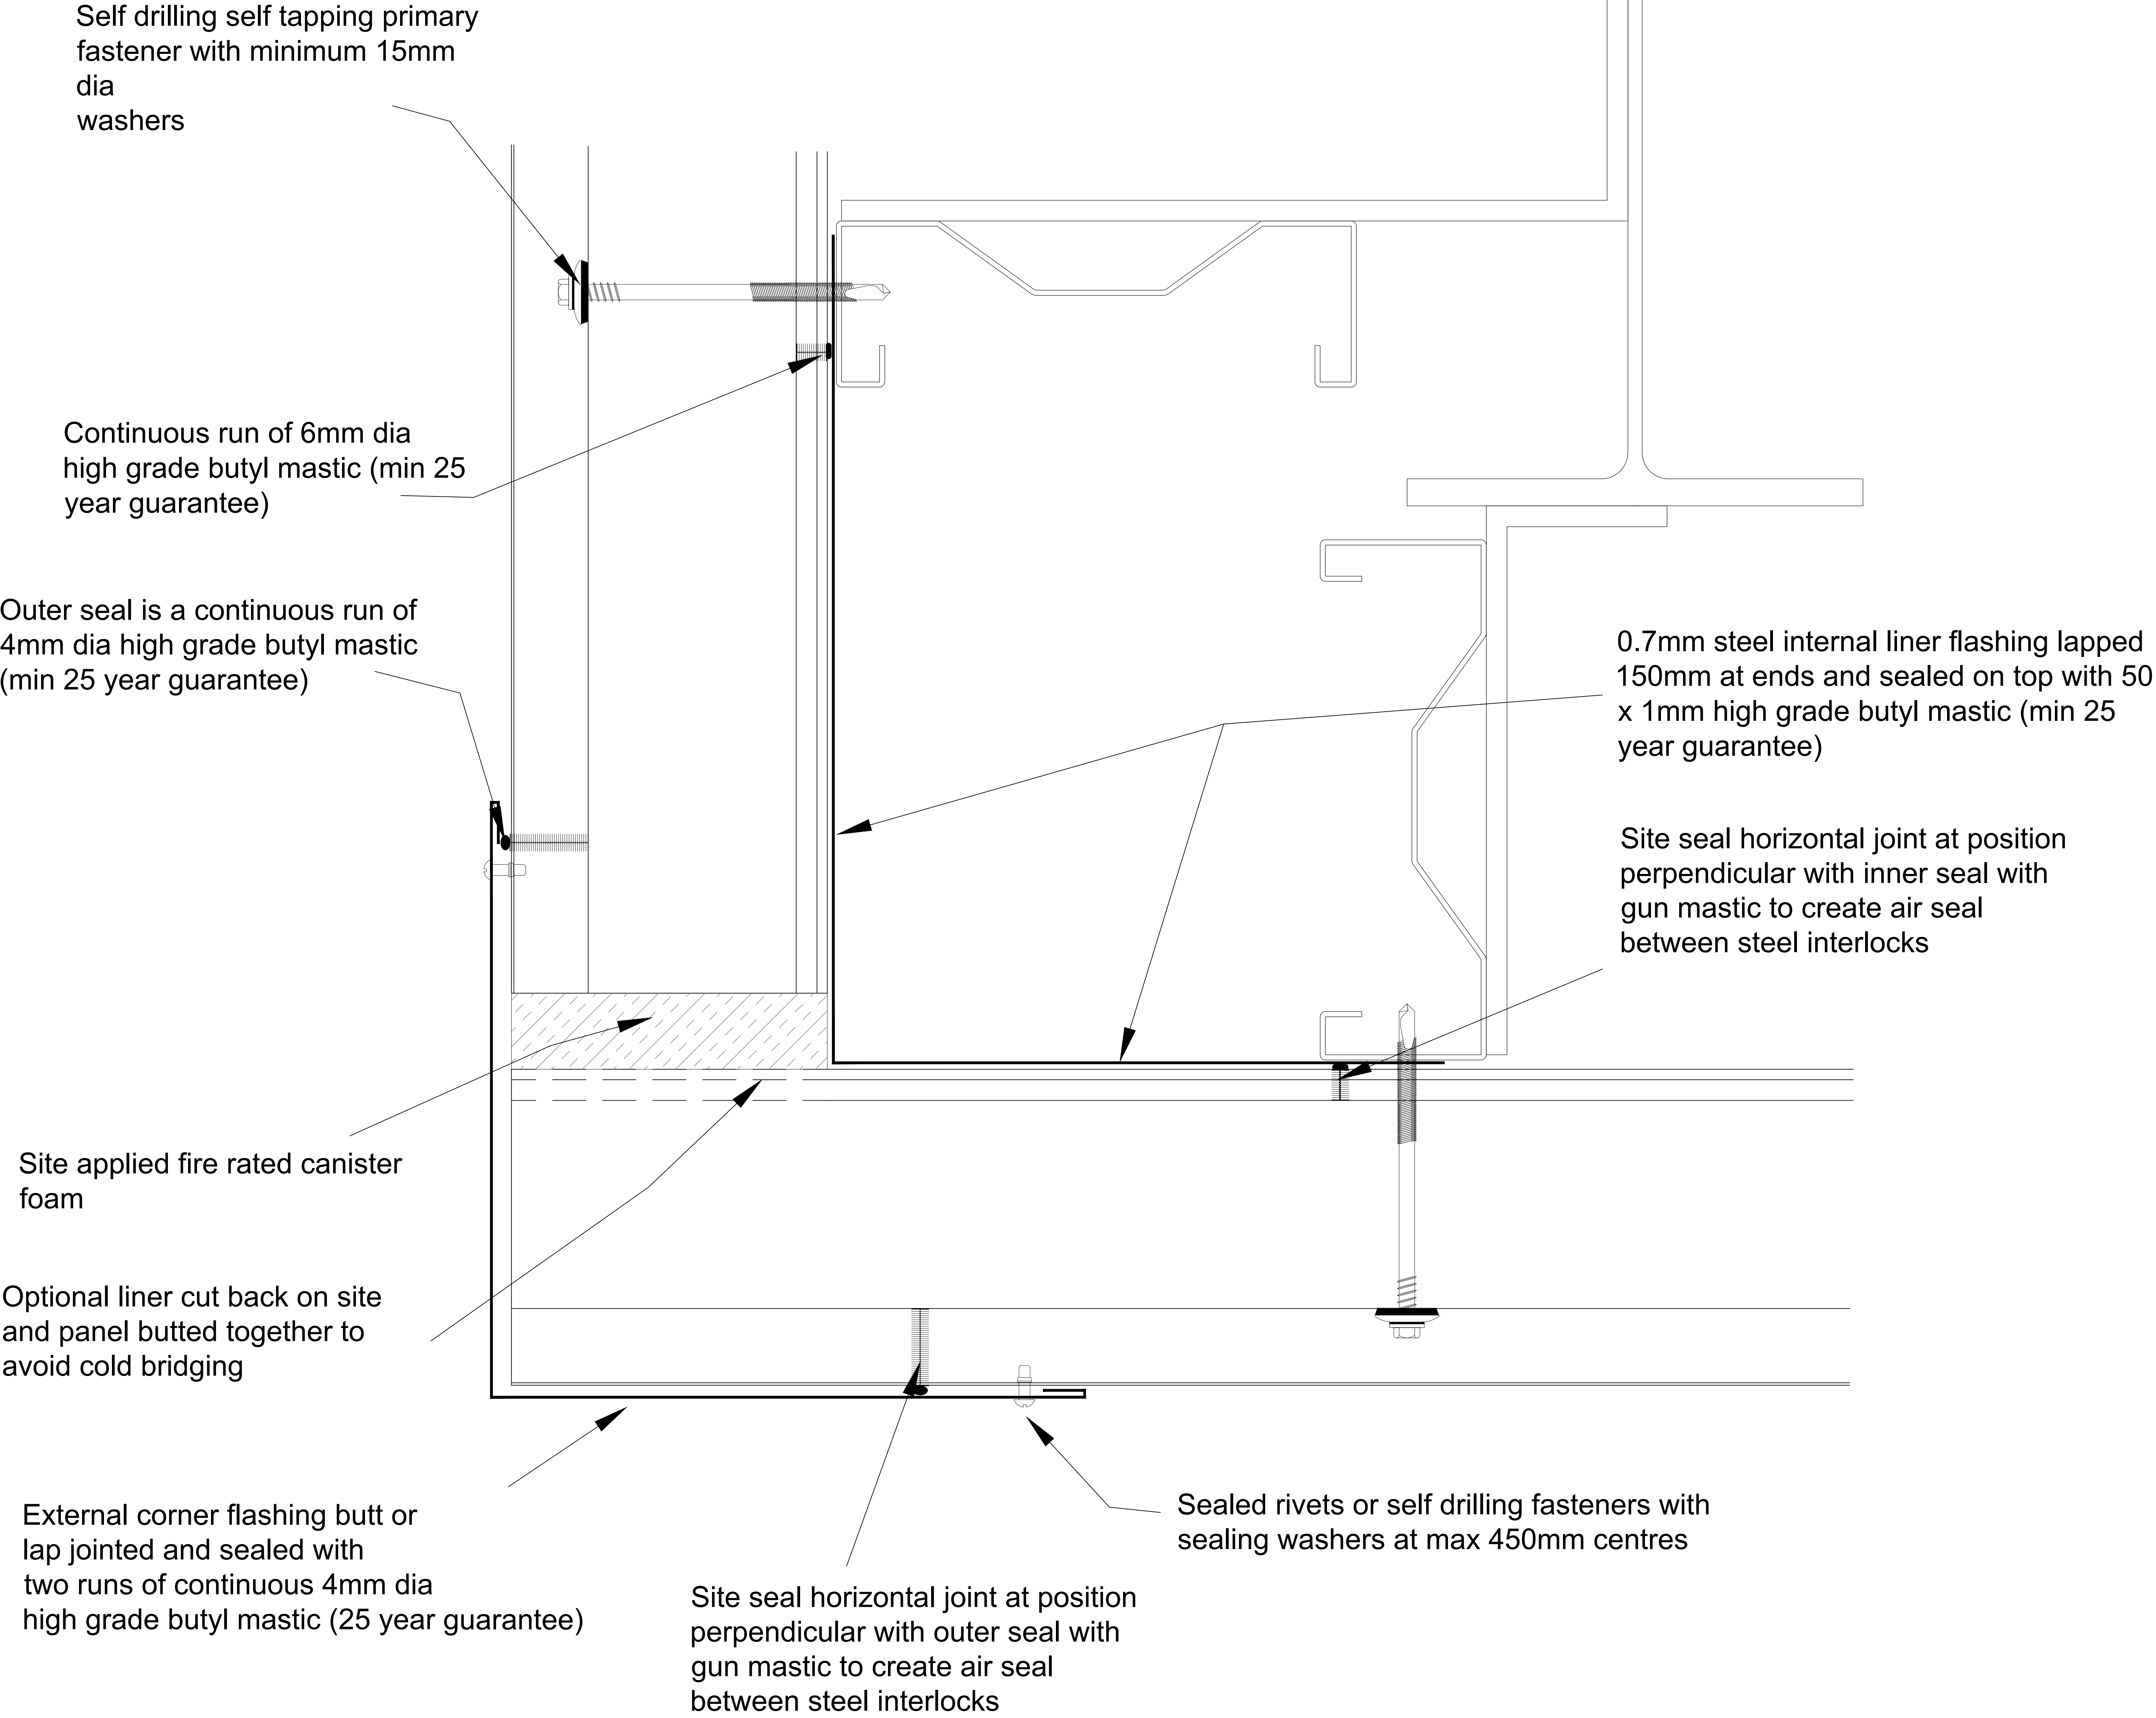 Self drilling self tapping primary
fastener with minimum 15mm
dia
washers
Continuous run of 6mm dia
high grade butyl mastic (min 25
year guarantee)
Outer seal is a continuous run of
4mm dia high grade butyl mastic
(min 25 year guarantee)
0.7mm steel internal liner flashing lapped
150mm at ends and sealed on top with 50
x 1mm high grade butyl mastic (min 25
year guarantee)
Site seal horizontal joint at position
perpendicular with inner seal with
gun mastic to create air seal
between steel interlocks
Site applied fire rated canister
foam
Optional liner cut back on site
and panel butted together to
avoid cold bridging
External corner flashing butt or
lap jointed and sealed with
two runs of continuous 4mm dia
high grade butyl mastic (25 year guarantee)
Sealed rivets or self drilling fasteners with
sealing washers at max 450mm centres
Site seal horizontal joint at position
perpendicular with outer seal with
gun mastic to create air seal
between steel interlocks